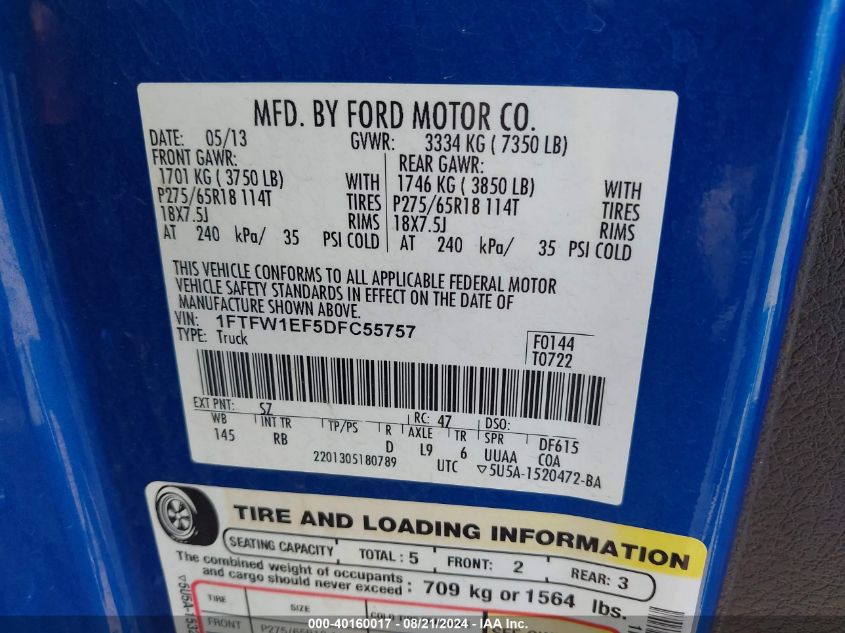 MFD. BY FORD MOTOR CO.
DATE: 05/13 GVWR: 3334 KG ( 7350 LB)
FRONT GAWR: REAR GAWR:
1701 KG ( 3750 LB) WITH 1746 KG ( 3850 LB) WITH
P275/65R18 114T TIRES P275/65R18 114T TIRES
18X7.5J RIMS 18X7.5J RIMS
AT 240 kPa/ 35 PSI COLD AT 240 kPa/ 35 PSI COLD
THIS VEHICLE CONFORMS TO ALL APPLICABLE FEDERAL MOTOR
VEHICLE SAFETY STANDARDS IN EFFECT ON THE DATE OF
MANUFACTURE SHOWN ABOVE.
VIN: 1FTFW1EF5DFC55757
TYPE: Truck
F0144
T0722
EXT PNT: SZ RC: 47 DSO:
WB INT TR TP/PS R AXLE TR SPR DF615
145 RB D L9 6 UUAA COA
2201305180789 UTC ▽5U5A-1520472-BA
TIRE AND LOADING INFORMATION
SEATING CAPACITY TOTAL : 5 FRONT: 2 REAR: 3
The combined weight of occupants
and cargo should never exceed : 709 kg or 1564 lbs.
TIRE SIZE
FRONT
000-40160017 - 08/21/2024 - IAA Inc.